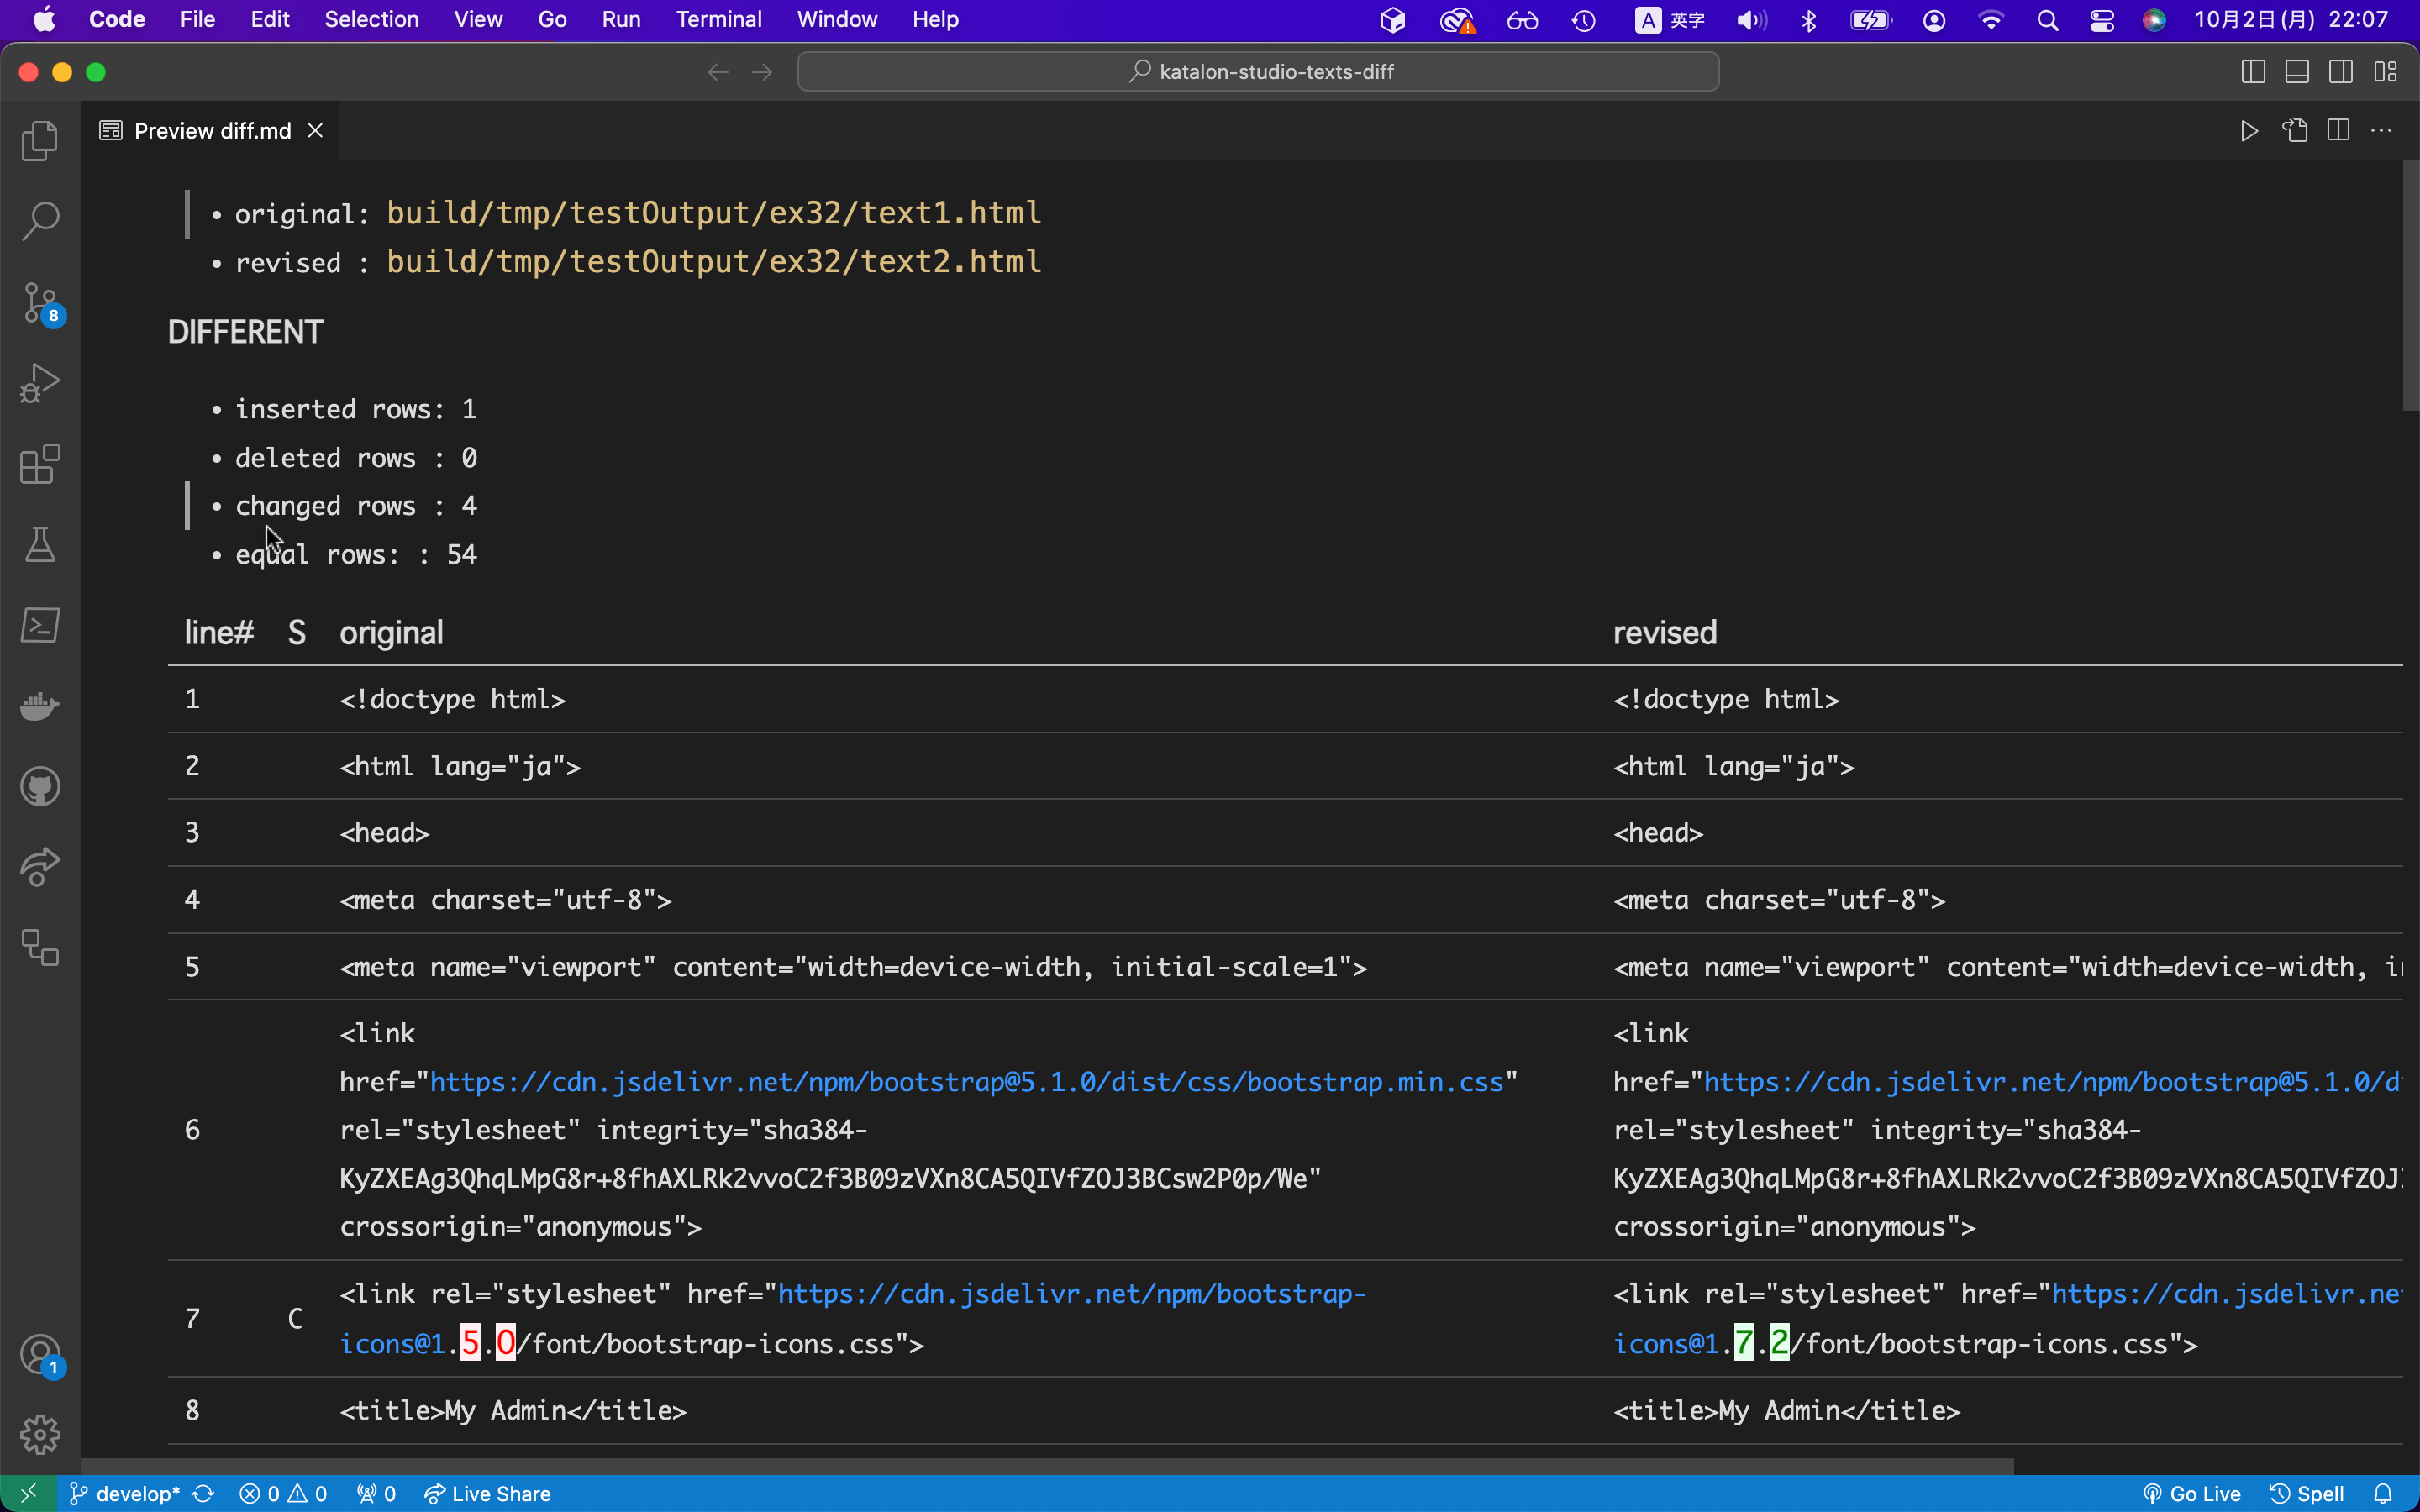 Code File Edit Selection View Go Run Terminal Window Help A 英字 10月2日(月) 22:07
katalon-studio-texts-diff
Preview diff.md
• original: build/tmp/testOutput/ex32/text1.html
• revised : build/tmp/testOutput/ex32/text2.html
8
DIFFERENT
• inserted rows: 1
• deleted rows : 0
• changed rows : 4
• equal rows: : 54
line# S original revised
1 <!doctype html> <!doctype html>
2 <html lang="ja"> <html lang="ja">
3 <head> <head>
4 <meta charset="utf-8"> <meta charset="utf-8">
5 <meta name="viewport" content="width=device-width, initial-scale=1"> <meta name="viewport" content="width=device-width,
<link <link
href="https://cdn.jsdelivr.net/npm/bootstrap@5.1.0/dist/css/bootstrap.min.css" href="https://cdn.jsdelivr.net/npm/bootstrap@5.1.0/d
6 rel="stylesheet" integrity="sha384- rel="stylesheet" integrity="sha384-
KyZXEAg3QhqLMpG8r+8fhAXLRk2vvoC2f3B09zVXn8CA5QIVfZOJ3BCsw2P0p/We" KyZXEAg3QhqLMpG8r+8fhAXLRk2vvoC2f3B09zVXn8CA5QIVfZOJ
crossorigin="anonymous"> crossorigin="anonymous">
7 C <link rel="stylesheet" href="https://cdn.jsdelivr.net/npm/bootstrap- <link rel="stylesheet" href="https://cdn.jsdelivr.ne
icons@1.5.0/font/bootstrap-icons.css"> icons@1.7.2/font/bootstrap-icons.css">
1
8 <title>My Admin</title> <title>My Admin</title>
develop* 0 0 0 Live Share Go Live Spell